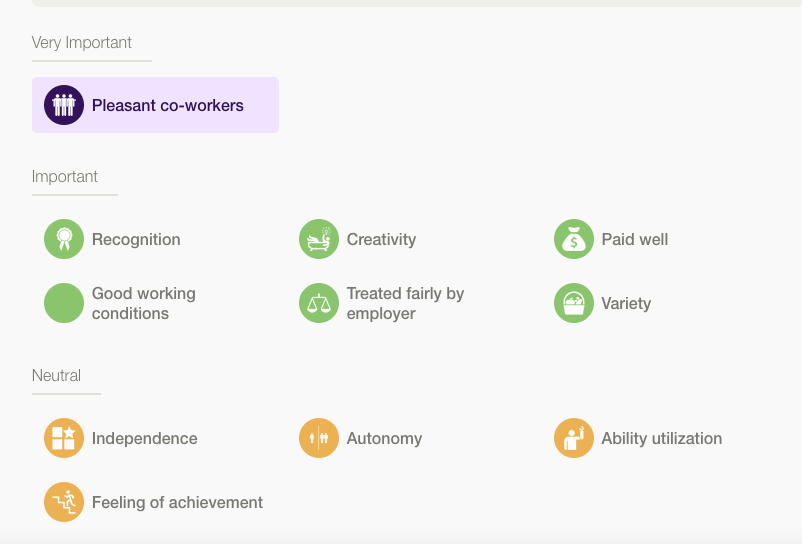 Very Important
Pleasant co-workers
Important
Recognition
Creativity
Paid well
Good working
conditions
Treated fairly by
employer
Variety
Neutral
Independence
Autonomy
Ability utilization
Feeling of achievement